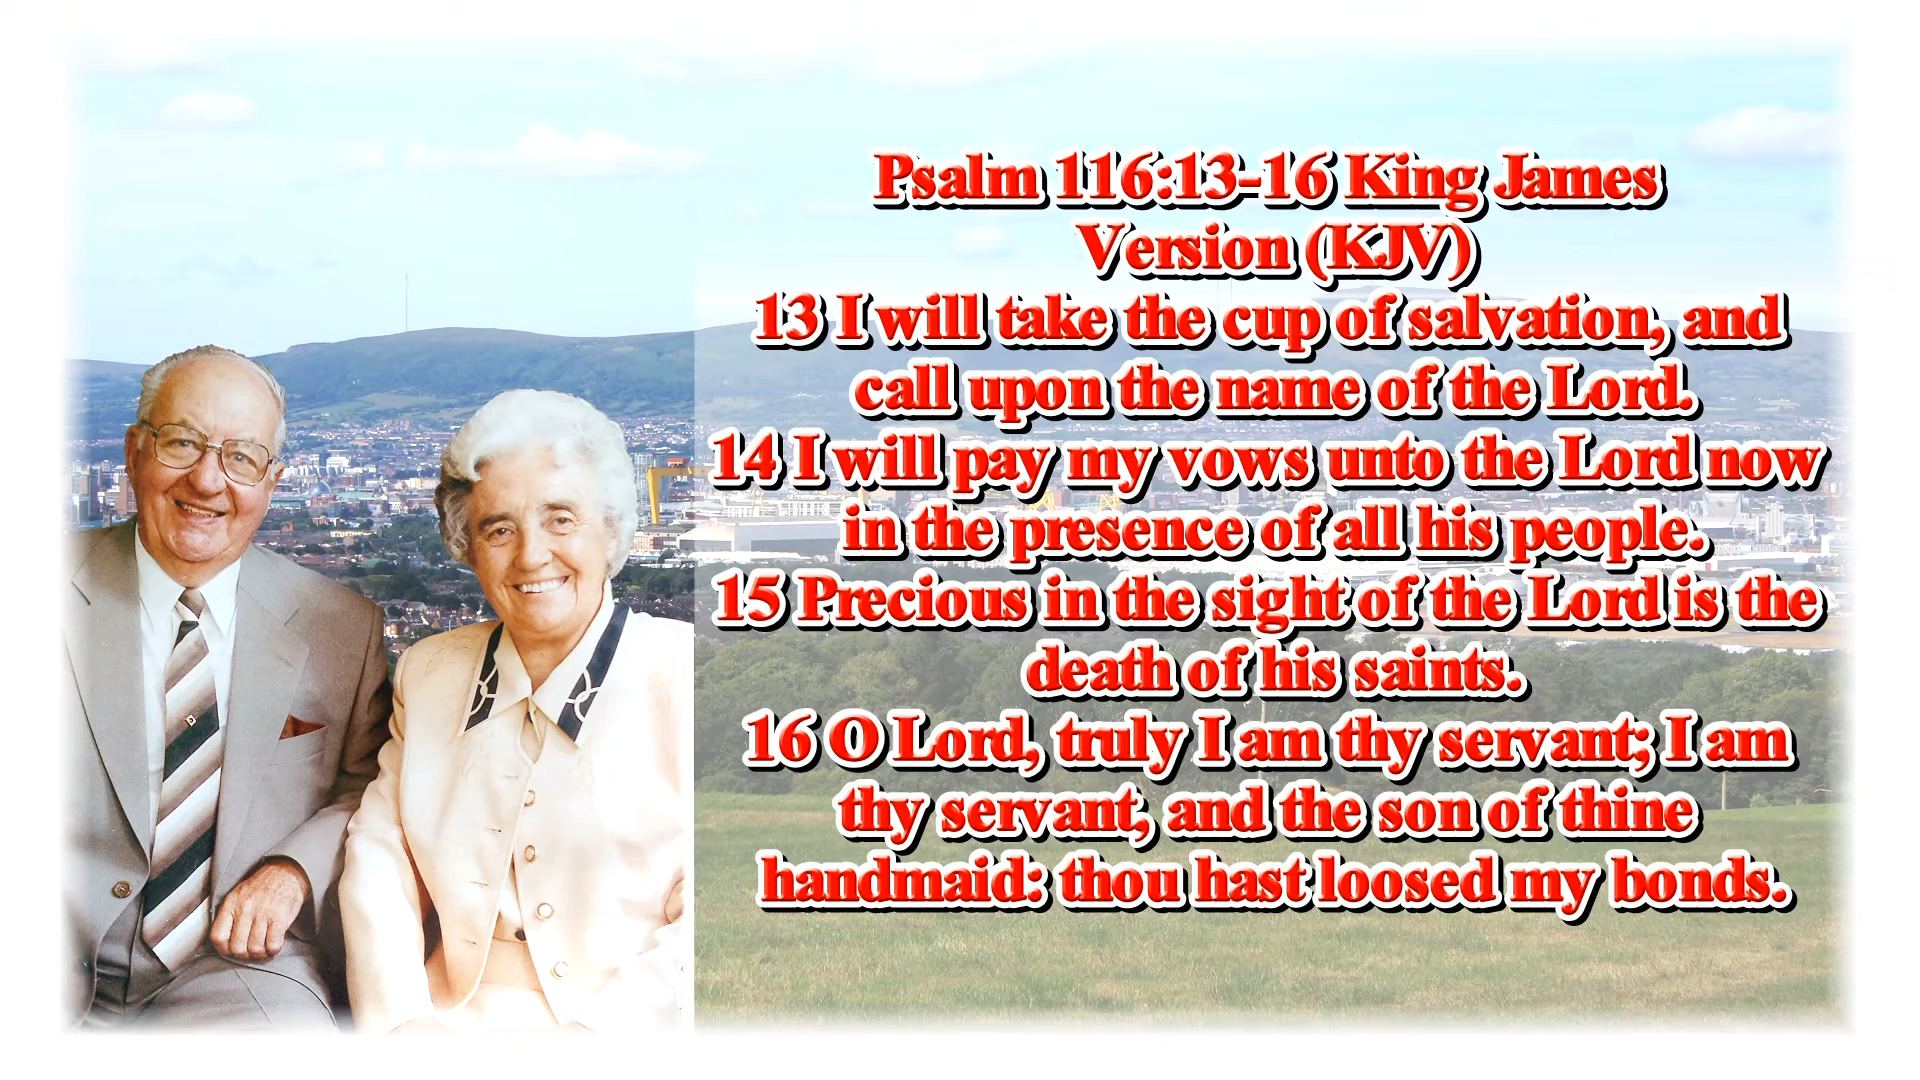 Psalm 116:13-16 King James
Version (KJV)
13 I will take the cup of salvation, and
call upon the name of the Lord.
14 I will pay my vows unto the Lord now
in the presence of all his people.
15 Precious in the sight of the Lord is the
death of his saints.
16 O Lord, truly I am thy servant; I am
thy servant, and the son of thine
handmaid: thou hast loosed my bonds.